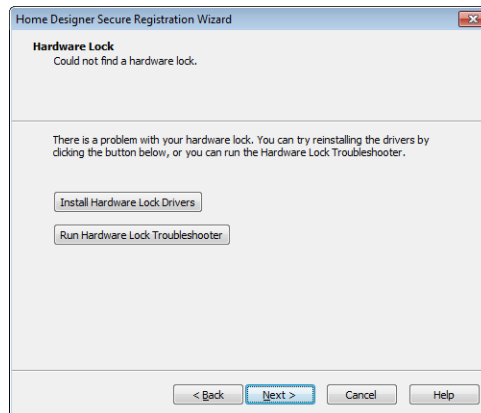 Home Designer Secure Registration Wizard
Hardware Lock
Could not find a hardware lock.
There is a problem with your hardware lock. You can try reinstalling the drivers by
clicking the button below, or you can run the Hardware Lock Troubleshooter.
Install Hardware Lock Drivers
Run Hardware Lock Troubleshooter
< Back Next > Cancel Help